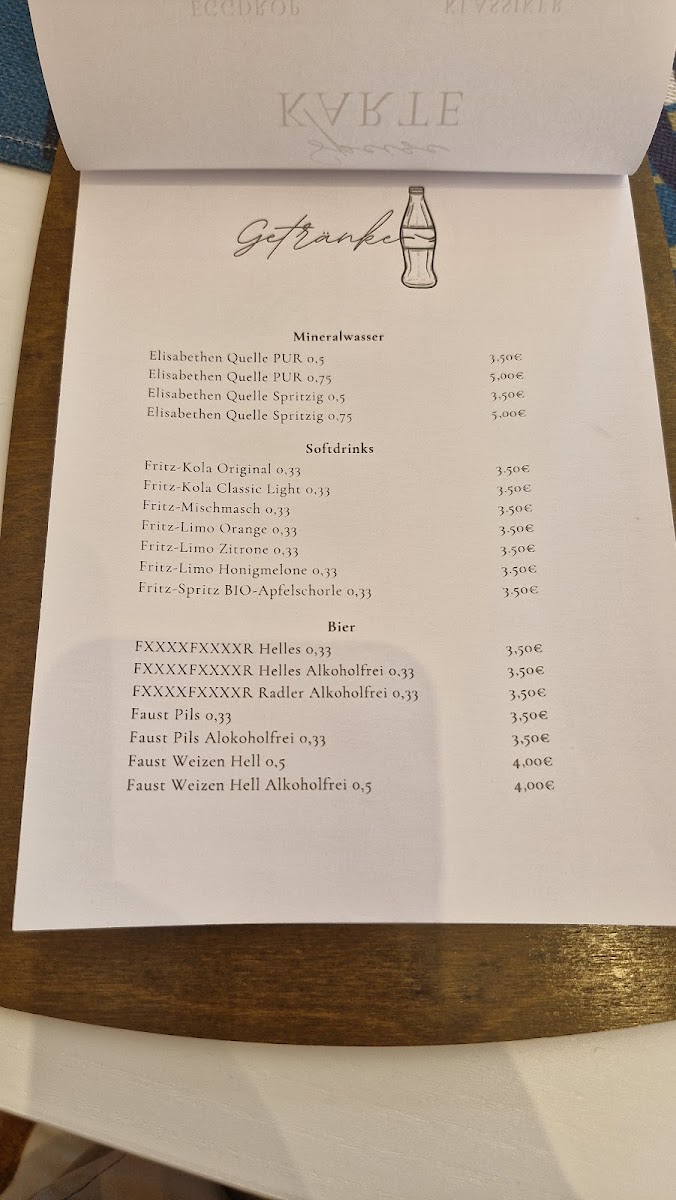 EGGDROP KLASSIKER
KARTE
Speise
Getränke
Mineralwasser
Elisabethen Quelle PUR 0,5 3.50€
Elisabethen Quelle PUR 0,75 5,00€
Elisabethen Quelle Spritzig 0,5 3.50€
Elisabethen Quelle Spritzig 0,75 5,00€
Softdrinks
Fritz-Kola Original 0,33 3.50€
Fritz-Kola Classic Light 0,33 3.50€
Fritz-Mischmasch 0,33 3.50€
Fritz-Limo Orange 0,33 3.50€
Fritz-Limo Zitrone 0,33 3.50€
Fritz-Limo Honigmelone 0,33 3.50€
Fritz-Spritz BIO-Apfelschorle 0,33 3.50€
Bier
FXXXXFXXXXR Helles 0,33 3,50€
FXXXXFXXXXR Helles Alkoholfrei 0,33 3,50€
FXXXXFXXXXR Radler Alkoholfrei 0,33 3,50€
Faust Pils 0,33 3,50€
Faust Pils Alokoholfrei 0,33 3,50€
Faust Weizen Hell 0,5 4,00€
Faust Weizen Hell Alkoholfrei 0,5 4,00€